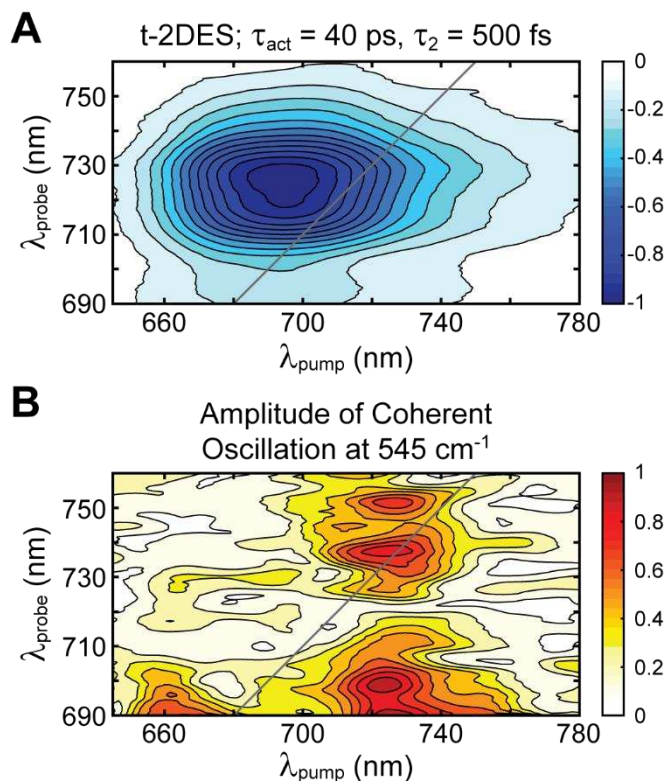 A
t-2DES; τact = 40 ps, τ2 = 500 fs
λprobe (nm)
750
730
710
690
660 700 740 780
λpump (nm)
0
-0.2
-0.4
-0.6
-0.8
-1
B
Amplitude of Coherent
Oscillation at 545 cm-1
λprobe (nm)
750
730
710
690
660 700 740 780
λpump (nm)
1
0.8
0.6
0.4
0.2
0